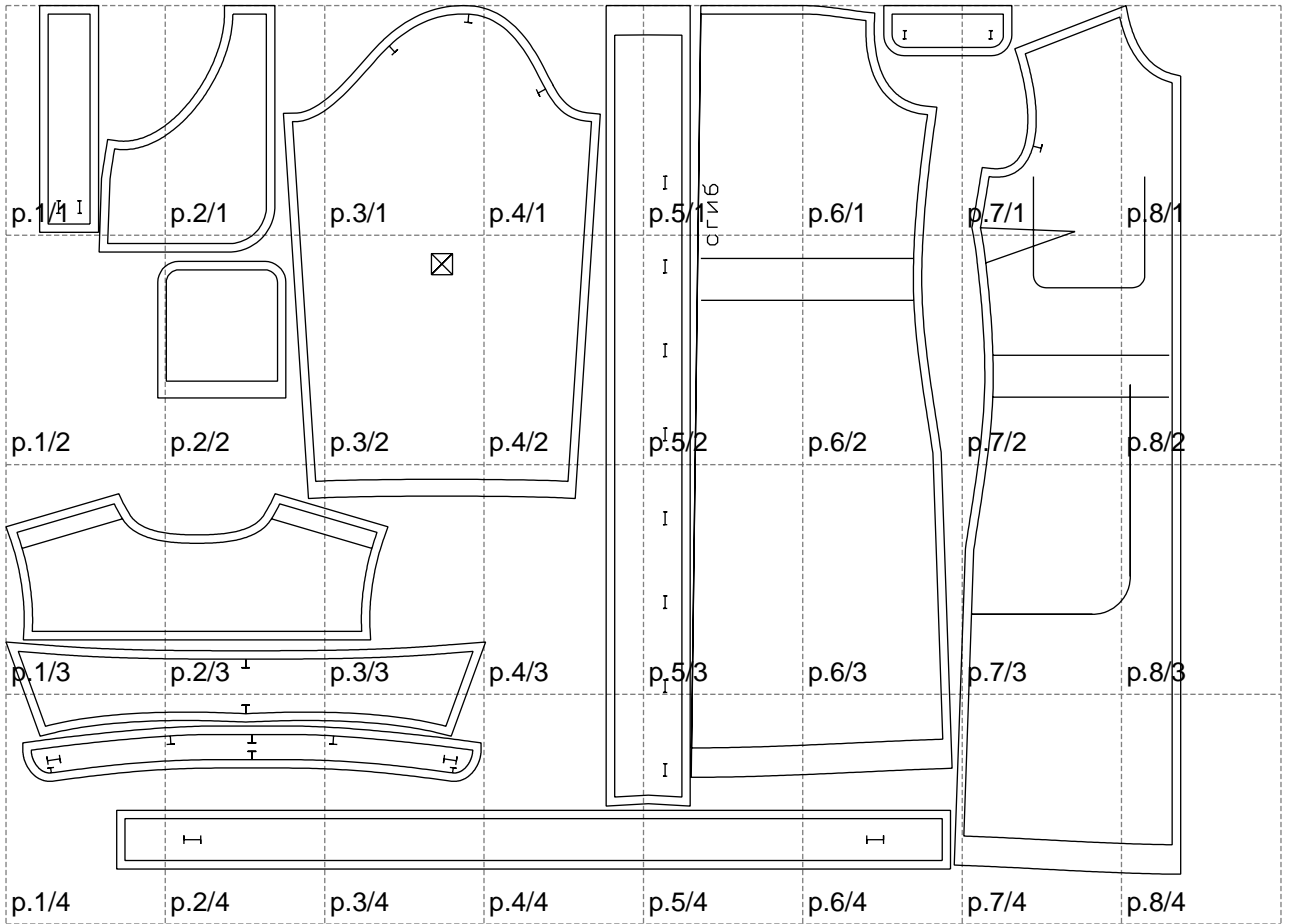 p.1/1
p.2/1
p.3/1
p.4/1
p.5/1
сгиб
p.6/1
p.7/1
p.8/1
p.1/2
p.2/2
p.3/2
p.4/2
p.5/2
p.6/2
p.7/2
p.8/2
p.1/3
p.2/3
p.3/3
p.4/3
p.5/3
p.6/3
p.7/3
p.8/3
p.1/4
p.2/4
p.3/4
p.4/4
p.5/4
p.6/4
p.7/4
p.8/4